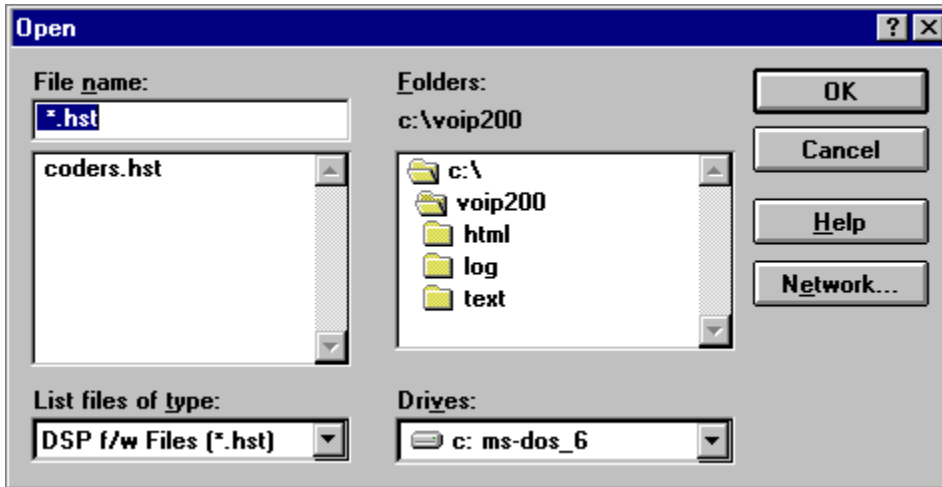 Open
File name:
*.hst
coders.hst
List files of type:
DSP f/w Files (*.hst)
Folders:
c:\voip200
c:\
voip200
html
log
text
Drives:
c: ms-dos_6
OK
Cancel
Help
Network...